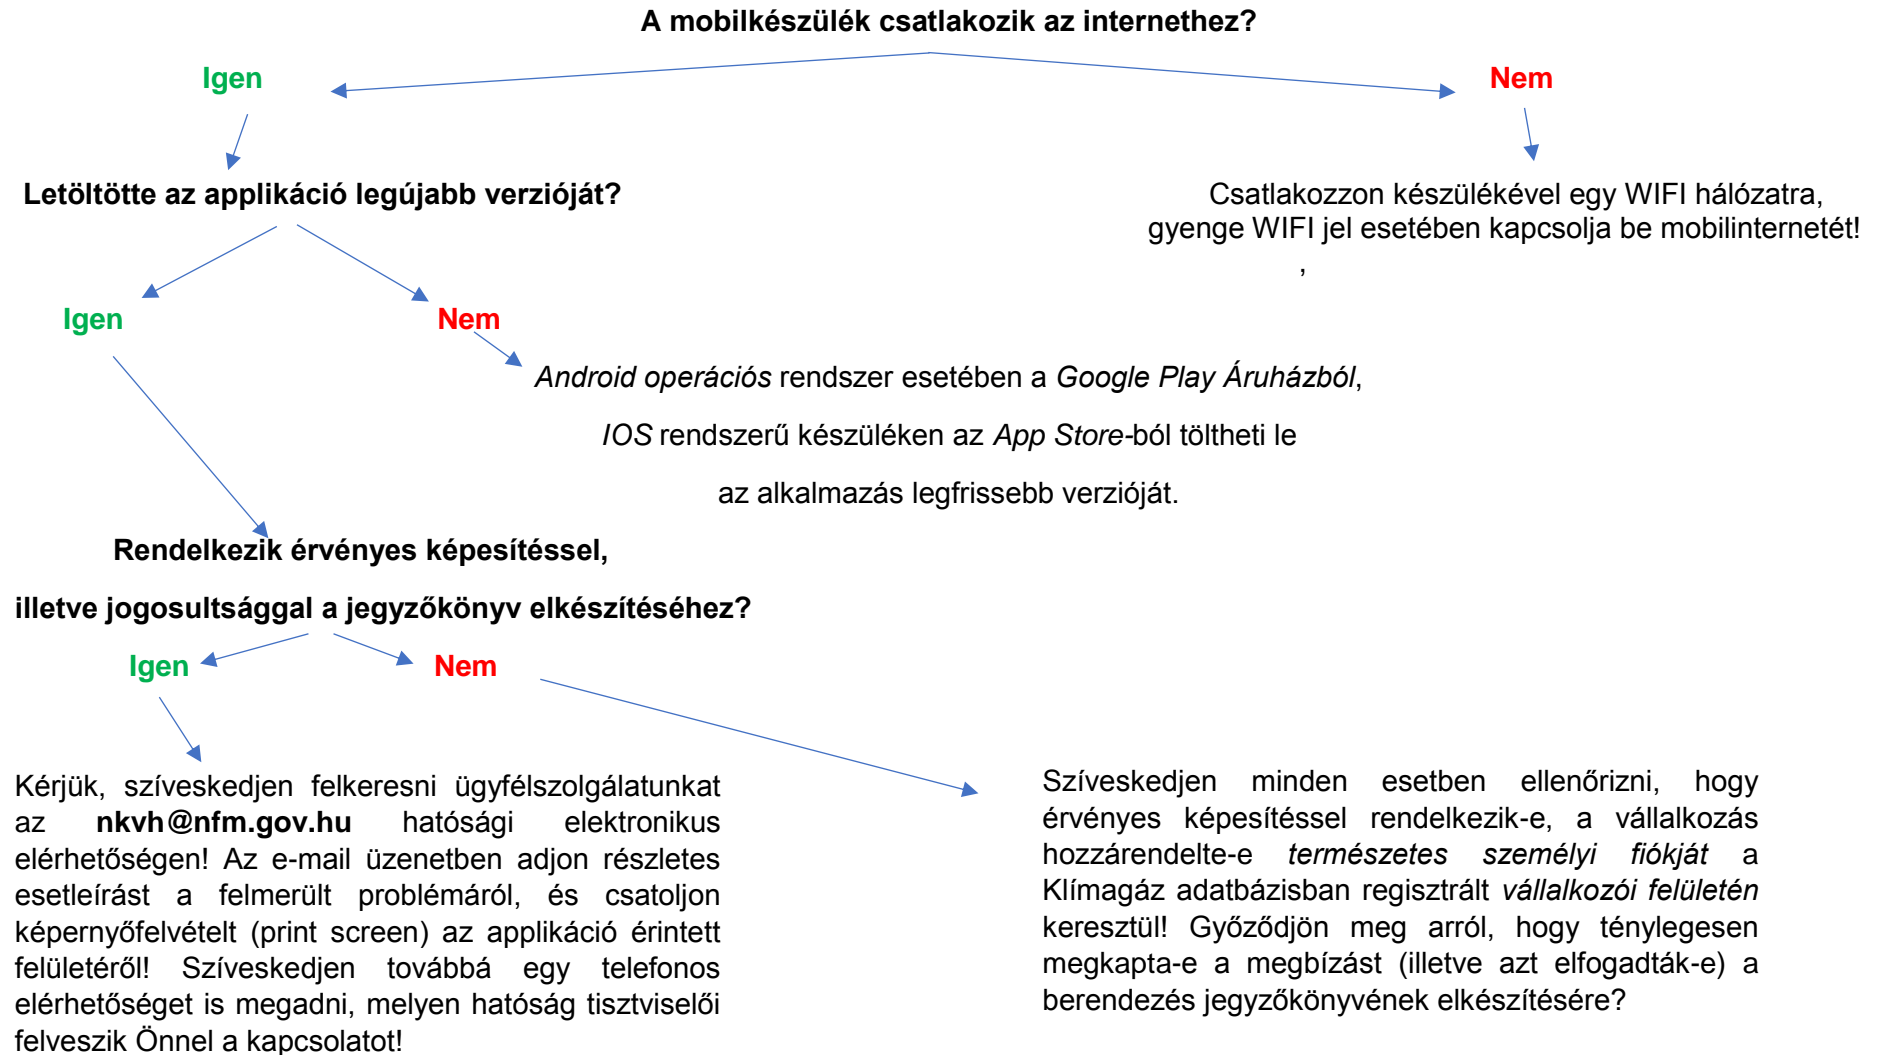 A mobilkészülék csatlakozik az internethez?
Igen
Nem
Letöltötte az applikáció legújabb verzióját?
Csatlakozzon készülékével egy WIFI hálózatra,
gyenge WIFI jel esetében kapcsolja be mobilinternetét!
,
Igen
Nem
Android operációs rendszer esetében a Google Play Áruházból,
IOS rendszerű készüléken az App Store-ból töltheti le
az alkalmazás legfrissebb verzióját.
Rendelkezik érvényes képesítéssel,
illetve jogosultsággal a jegyzőkönyv elkészítéséhez?
Igen
Nem
Kérjük, szíveskedjen felkeresni ügyfélszolgálatunkat
az nkvh@nfm.gov.hu hatósági elektronikus
elérhetőségen! Az e-mail üzenetben adjon részletes
esetleírást a felmerült problémáról, és csatoljon
képernyőfelvételt (print screen) az applikáció érintett
felületéről! Szíveskedjen továbbá egy telefonos
elérhetőséget is megadni, melyen hatóság tisztviselői
felveszik Önnel a kapcsolatot!
Szíveskedjen minden esetben ellenőrizni, hogy
érvényes képesítéssel rendelkezik-e, a vállalkozás
hozzárendelte-e természetes személyi fiókját a
Klímagáz adatbázisban regisztrált vállalkozói felületén
keresztül! Győződjön meg arról, hogy ténylegesen
megkapta-e a megbízást (illetve azt elfogadták-e) a
berendezés jegyzőkönyvének elkészítésére?